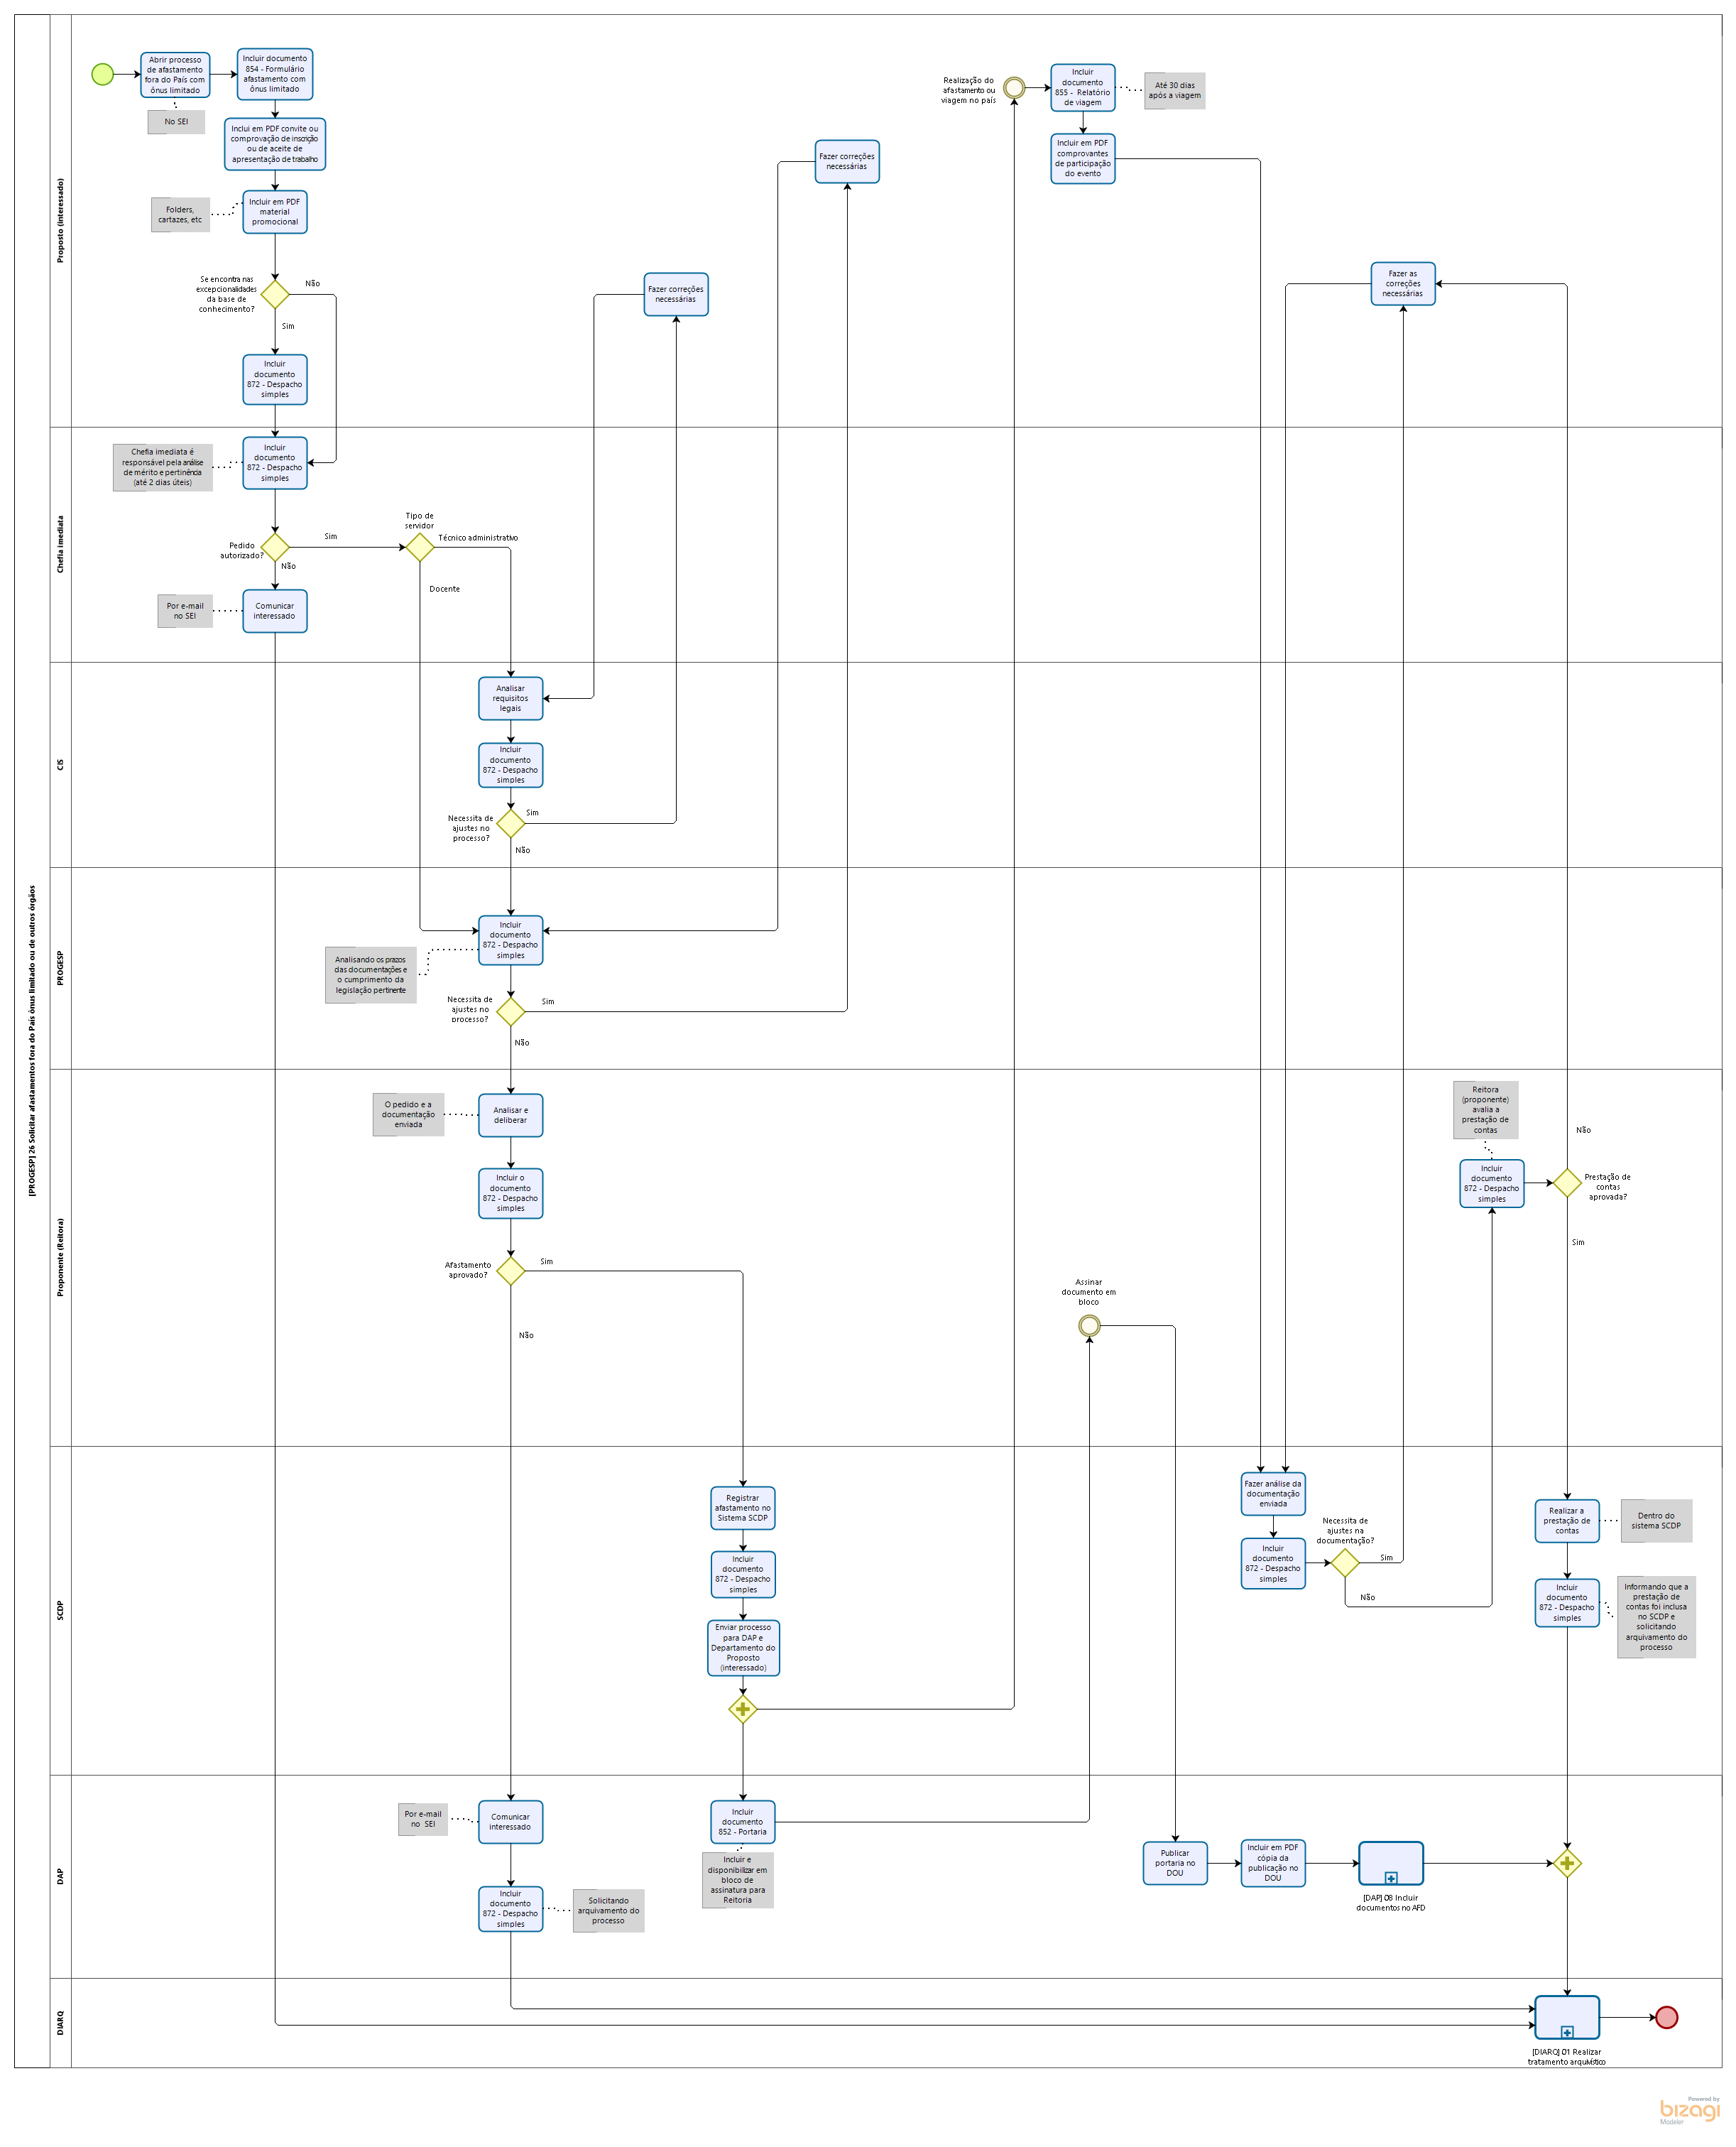 [PROGESP] 26 Solicitar afastamentos fora do País ônus limitado ou de outros órgãos
Proposto (Interessado)
Abrir processo
de afastamento
fora do País com
ônus limitado
No SEI
Incluir documento
854 - Formulário
afastamento com
ônus limitado
Inclui em PDF convite ou
comprovação de inscrição
ou de aceite de
apresentação de trabalho
Folders,
cartazes, etc
Incluir em PDF
material
promocional
Se encontra nas
excepcionalidades
da base de
conhecimento?
Não
Sim
Incluir
documento
872 - Despacho
simples
Fazer correções
necessárias
Fazer correções
necessárias
Realização do
afastamento ou
viagem no país
Incluir
documento
855 - Relatório
de viagem
Até 30 dias
após a viagem
Incluir em PDF
comprovantes
de participação
do evento
Fazer as
correções
necessárias
Chefia imediata
Chefia imediata é
responsável pela análise
de mérito e pertinência
(até 2 dias úteis)
Incluir
documento
872 - Despacho
simples
Pedido
autorizado?
Sim
Não
Tipo de
servidor
Técnico administrativo
Docente
Por e-mail
no SEI
Comunicar
interessado
CIS
Analisar
requisitos
legais
Incluir
documento
872 - Despacho
simples
Necessita de
ajustes no
processo?
Sim
Não
PROGESP
Incluir
documento
872 - Despacho
simples
Analisando os prazos
das documentações e
o cumprimento da
legislação pertinente
Necessita de
ajustes no
processo?
Sim
Não
Proponente (Reitora)
O pedido e a
documentação
enviada
Analisar e
deliberar
Incluir o
documento
872 - Despacho
simples
Afastamento
aprovado?
Sim
Não
Assinar
documento em
bloco
Reitora
(proponente)
avalia a
prestação de
contas
Incluir
documento
872 - Despacho
simples
Não
Prestação de
contas
aprovada?
Sim
SCDP
Registrar
afastamento no
Sistema SCDP
Incluir
documento
872 - Despacho
simples
Enviar processo
para DAP e
Departamento do
Proposto
(interessado)
Fazer análise da
documentação
enviada
Incluir
documento
872 - Despacho
simples
Necessita de
ajustes na
documentação?
Sim
Não
Realizar a
prestação de
contas
Dentro do
sistema SCDP
Incluir
documento
872 - Despacho
simples
Informando que a
prestação de
contas foi inclusa
no SCDP e
solicitando
arquivamento do
processo
DAP
Por e-mail
no SEI
Comunicar
interessado
Incluir
documento
872 - Despacho
simples
Solicitando
arquivamento do
processo
Incluir
documento
852 - Portaria
Incluir e
disponibilizar em
bloco de
assinatura para
Reitoria
Publicar
portaria no
DOU
Incluir em PDF
cópia da
publicação no
DOU
[DAP] 08 Incluir
documentos no AFD
DIARQ
[DIARQ] 01 Realizar
tratamento arquivístico
Powered by
bizagi
Modeler